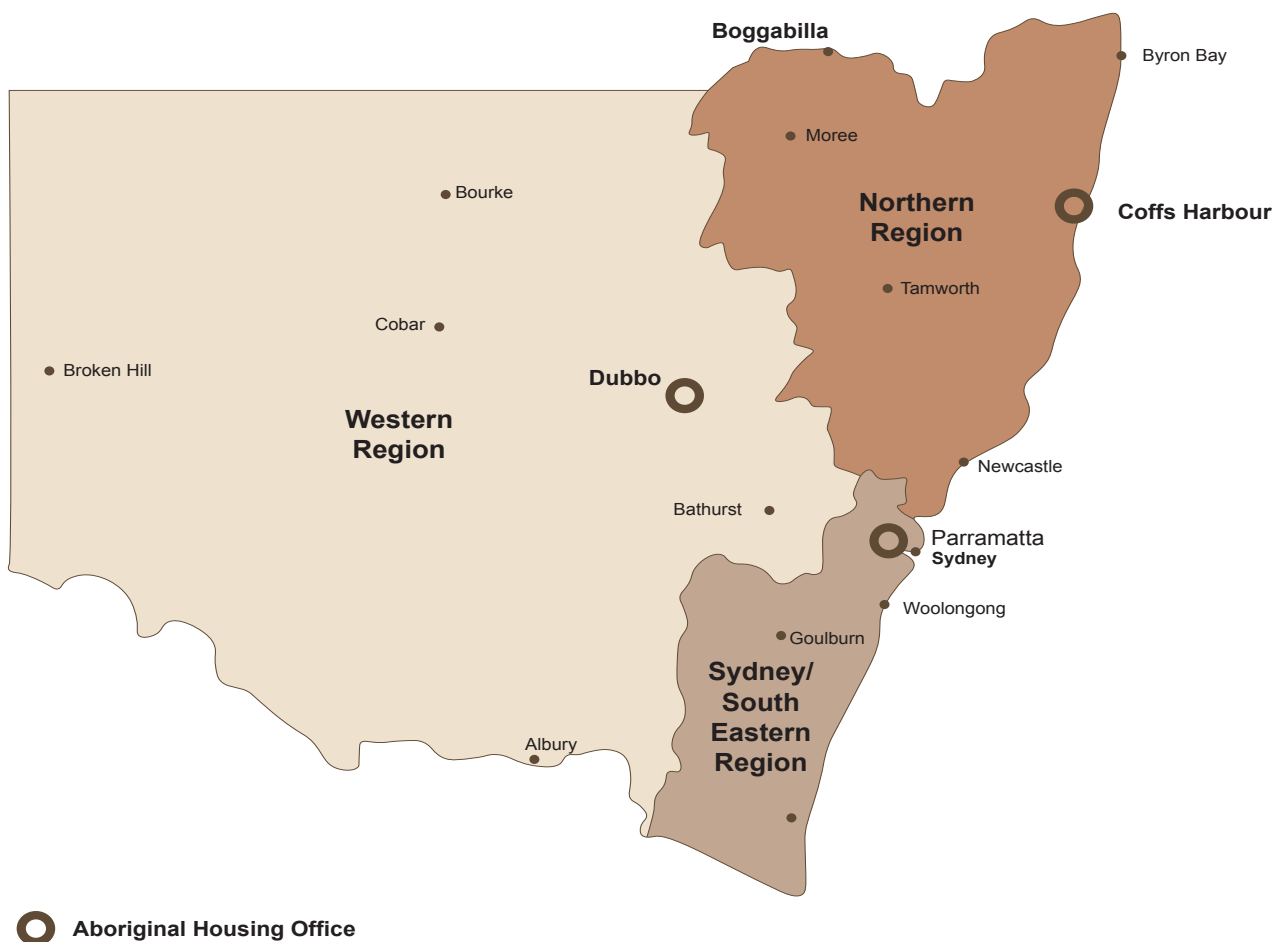 Boggabilla
Byron Bay
Moree
Bourke
Northern
Region
Coffs Harbour
Tamworth
Cobar
Broken Hill
Dubbo
Western
Region
Newcastle
Bathurst
Parramatta
Sydney
Woolongong
Goulburn
Sydney/
South
Eastern
Region
Albury
Aboriginal Housing Office